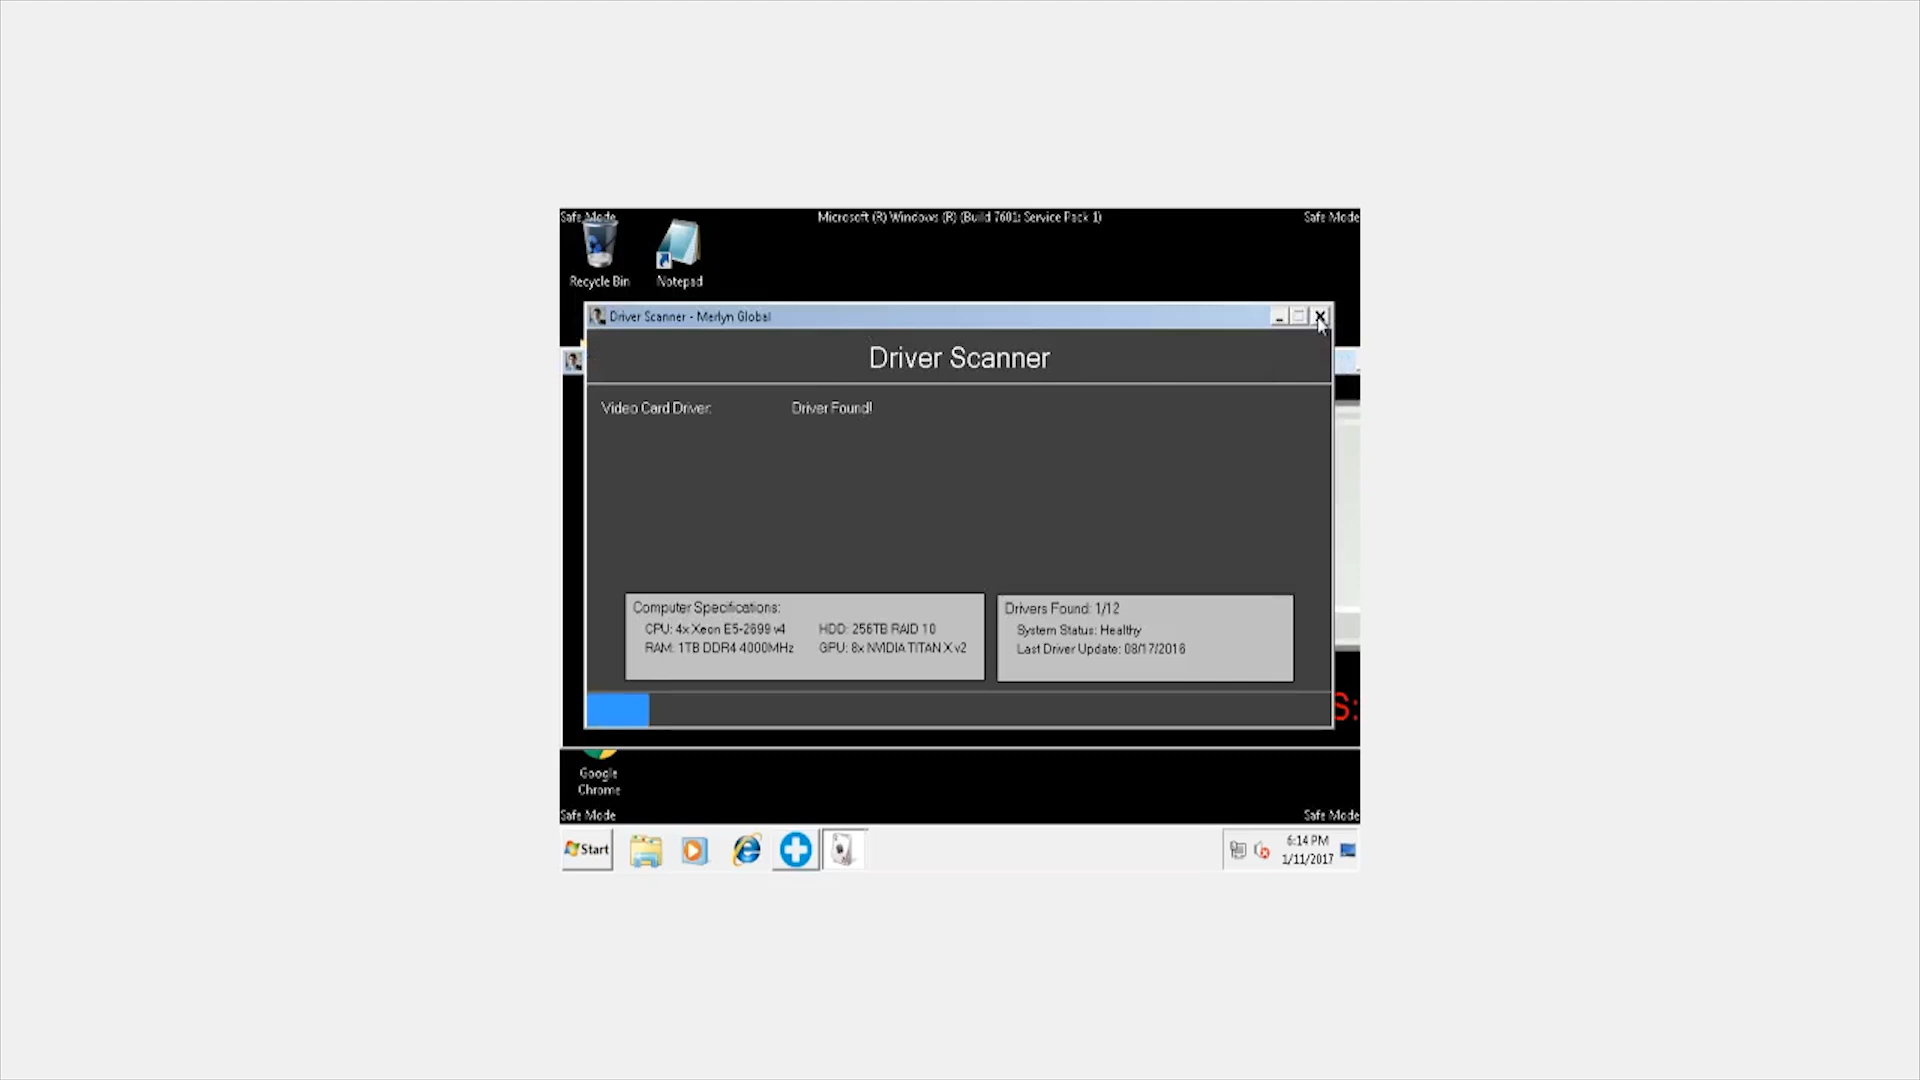 Safe Mode
Microsoft (R) Windows (R) (Build 7601: Service Pack 1)
Safe Mode
Recycle Bin
Notepad
Driver Scanner - Merlyn Global
Driver Scanner
Video Card Driver:
Driver Found!
Computer Specifications:
CPU: 4x Xeon E5-2699 v4
HDD: 256TB RAID 10
RAM: 1TB DDR4 4000MHz
GPU: 8x NVIDIA TITAN X v2
Drivers Found: 1/12
System Status: Healthy
Last Driver Update: 08/17/2016
S:
Google
Chrome
Safe Mode
Safe Mode
Start
6:14 PM
1/11/2017